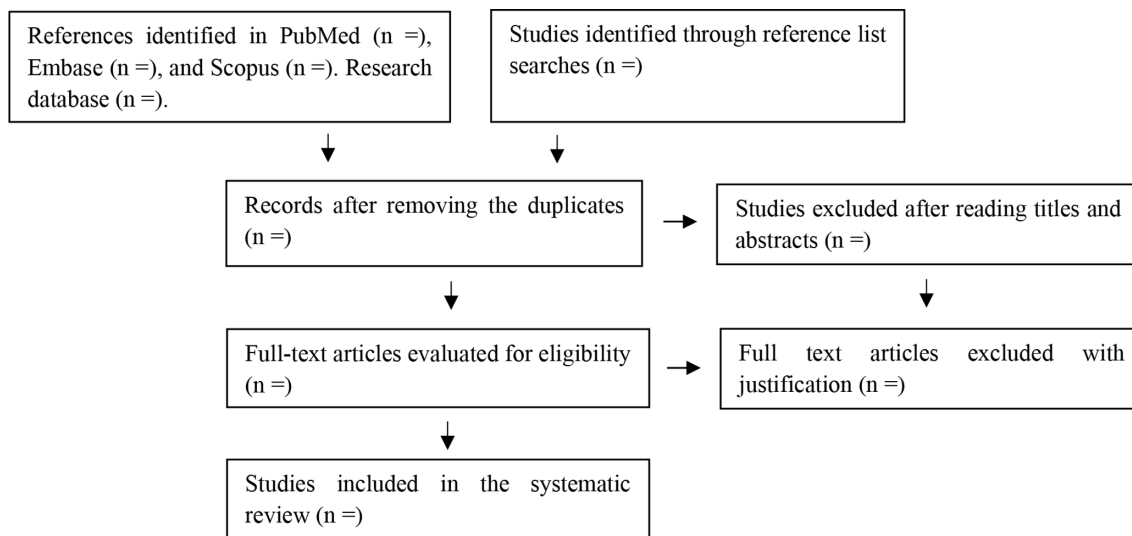 References identified in PubMed (n =),
Embase (n =), and Scopus (n =). Research
database (n =).
Studies identified through reference list
searches (n =)
Records after removing the duplicates
(n =)
Studies excluded after reading titles and
abstracts (n =)
Full-text articles evaluated for eligibility
(n =)
Full text articles excluded with
justification (n =)
Studies included in the systematic
review (n =)